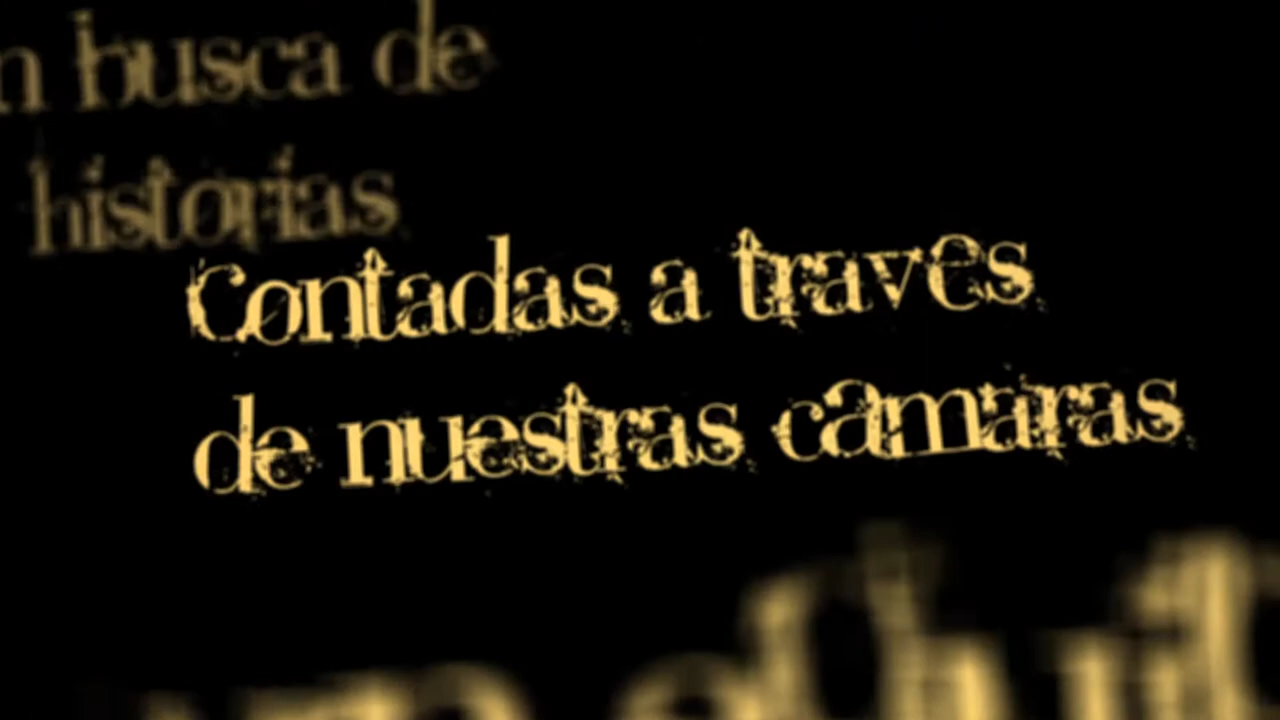 n busca de
historias
Contadas a traves
de nuestras camaras